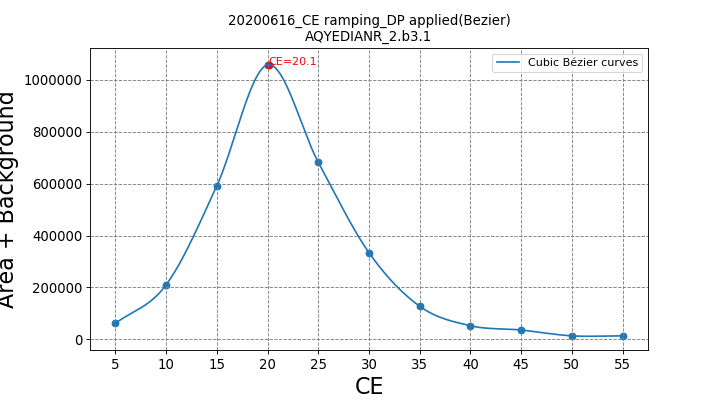 20200616_CE ramping_DP applied(Bezier)
AQYEDIANR_2.b3.1
CE=20.1
Cubic Bézier curves
Area + Background
1000000
800000
600000
400000
200000
0
5 10 15 20 25 30 35 40 45 50 55
CE